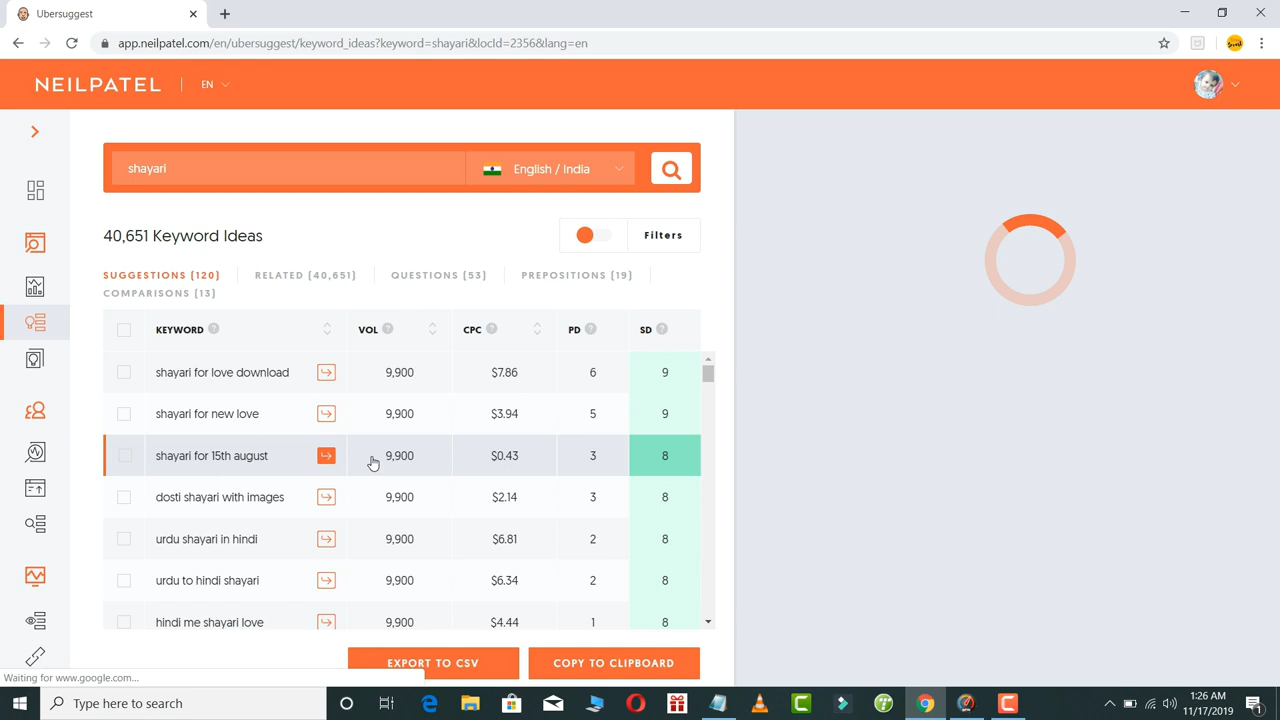 Ubersuggest
app.neilpatel.com/en/ubersuggest/keyword_ideas?keyword=shayari&locId=2356&lang=en
NEILPATEL EN
shayari English / India
40,651 Keyword Ideas Filters
SUGGESTIONS (120) RELATED (40,651) QUESTIONS (53) PREPOSITIONS (19)
COMPARISONS (13)
KEYWORD ? VOL ? CPC ? PD ? SD ?
shayari for love download 9,900 $7.86 6 9
shayari for new love 9,900 $3.94 5 9
shayari for 15th august 9,900 $0.43 3 8
dosti shayari with images 9,900 $2.14 3 8
urdu shayari in hindi 9,900 $6.81 2 8
urdu to hindi shayari 9,900 $6.34 2 8
hindi me shayari love 9,900 $4.44 1 8
EXPORT TO CSV COPY TO CLIPBOARD
Waiting for www.google.com...
Type here to search 1:26 AM
11/17/2019